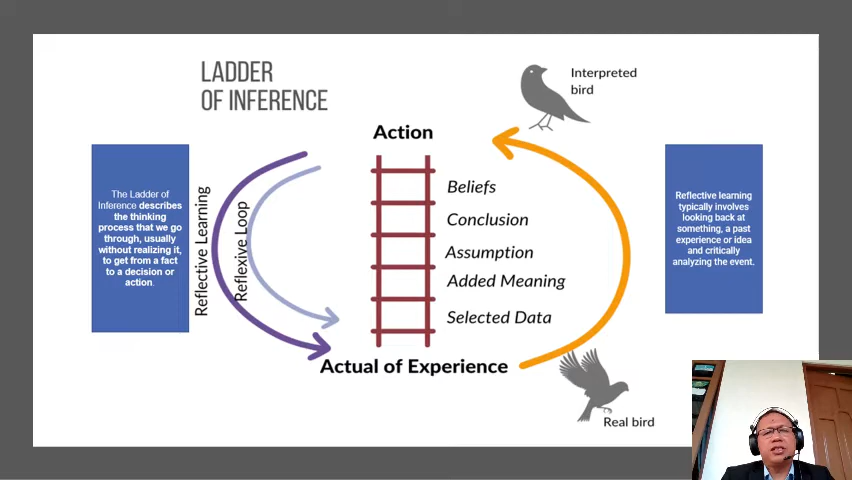 LADDER
OF INFERENCE
Interpreted
bird
Action
The Ladder of
Inference describes
the thinking
process that we go
through, usually
without realizing it,
to get from a fact
to a decision or
action.
Reflective Learning
Reflexive Loop
Beliefs
Conclusion
Assumption
Added Meaning
Selected Data
Reflective learning
typically involves
looking back at
something, a past
experience or idea
and critically
analyzing the event.
Actual of Experience
Real bird